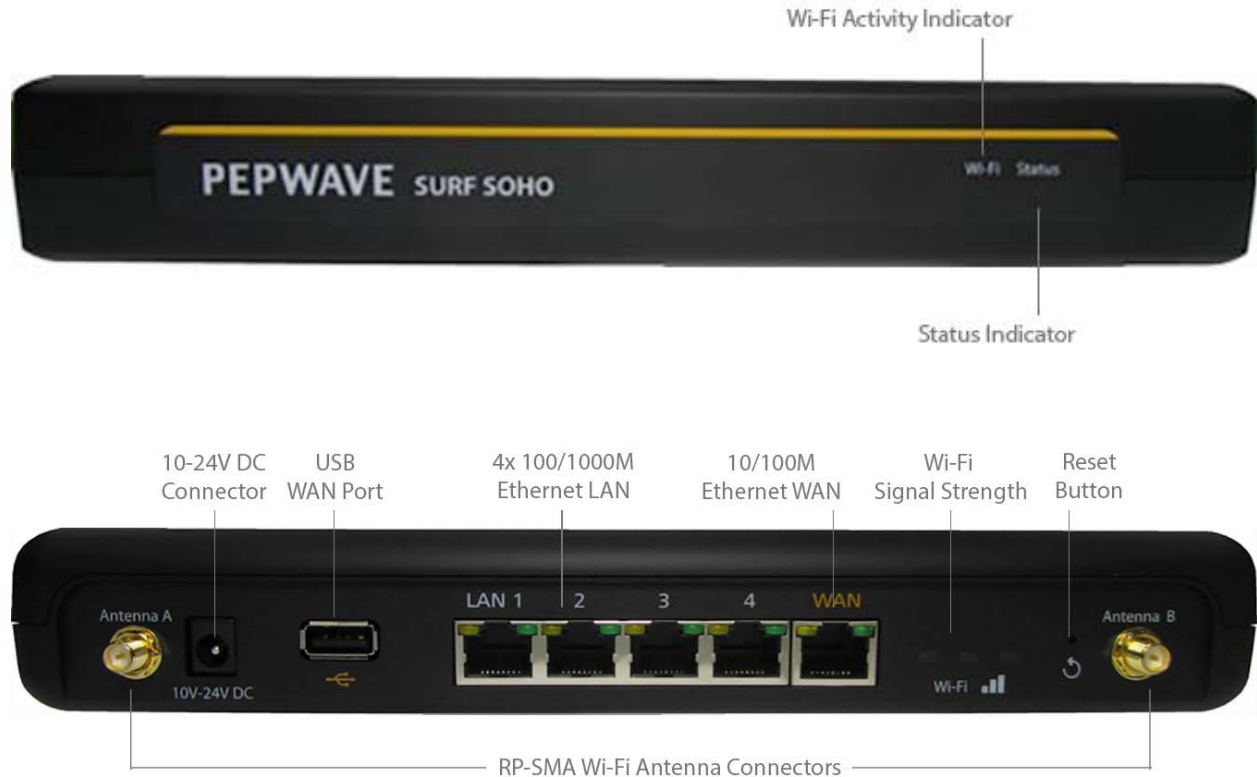 Wi-Fi Activity Indicator
PEPWAVE SURF SOHO
Wi-Fi Status
Status Indicator
10-24V DC
Connector
USB
WAN Port
4x 100/1000M
Ethernet LAN
10/100M
Ethernet WAN
Wi-Fi
Signal Strength
Reset
Button
LAN 1 2 3 4 WAN
Antenna A
Antenna B
10V-24V DC
Wi-Fi
RP-SMA Wi-Fi Antenna Connectors